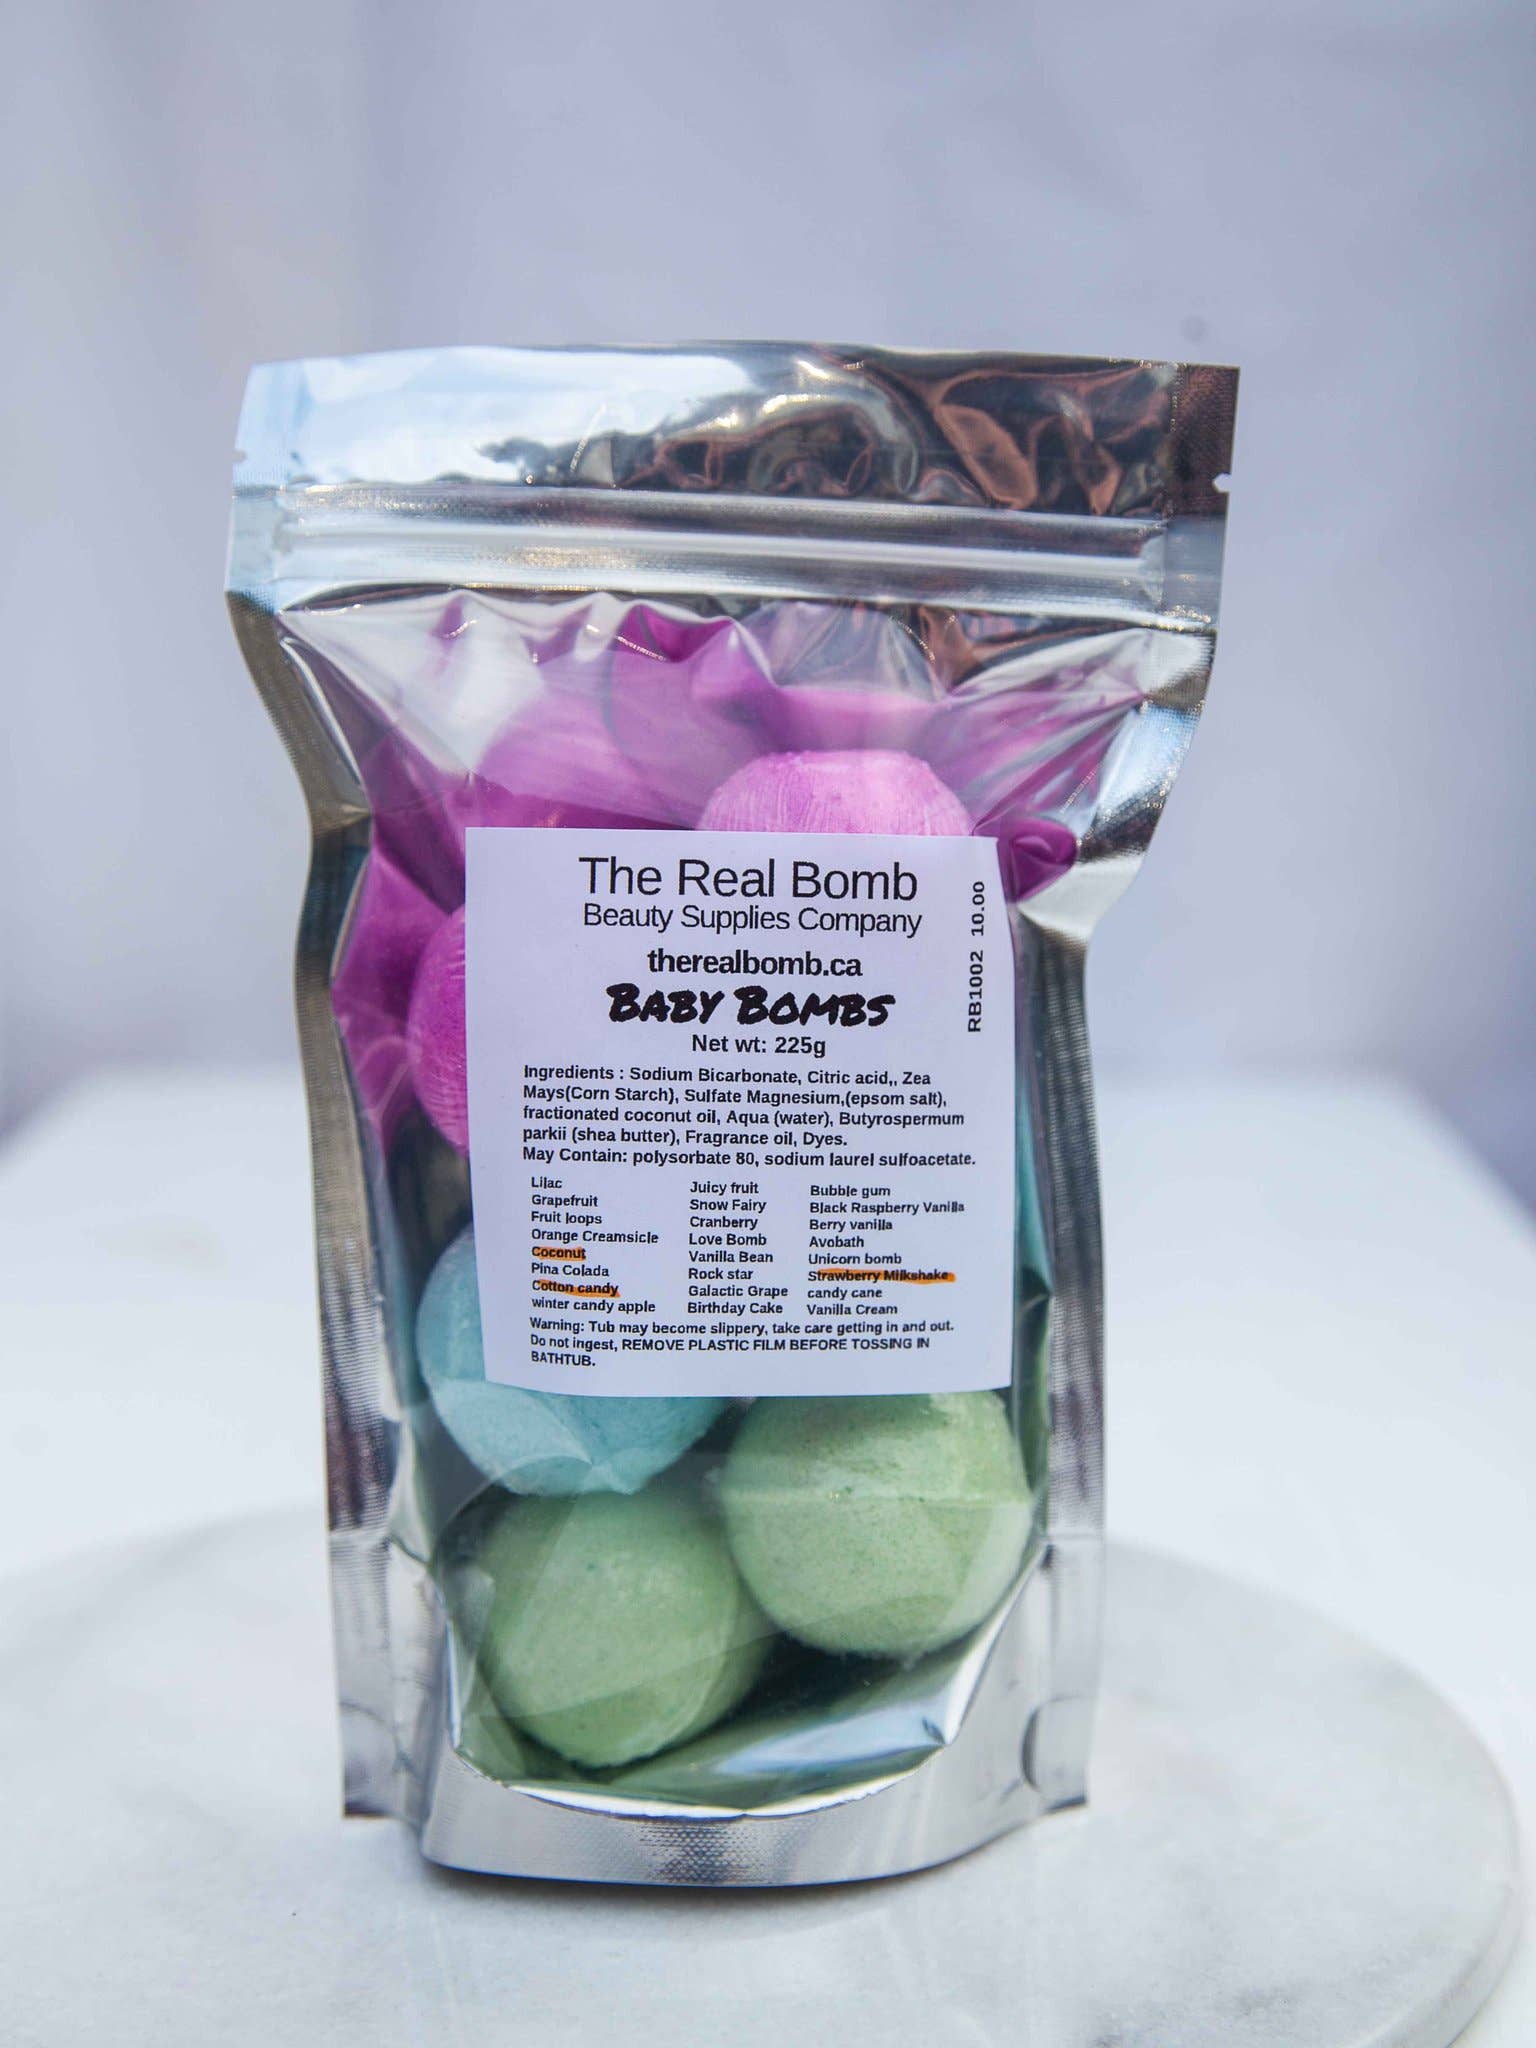 The Real Bomb
Beauty Supplies Company
therealbomb.ca
BABY BOMBS
Net wt: 225g
RB1002 10.00
Ingredients : Sodium Bicarbonate, Citric acid,, Zea
Mays(Corn Starch), Sulfate Magnesium,(epsom salt),
fractionated coconut oil, Aqua (water), Butyrospermum
parkii (shea butter), Fragrance oil, Dyes.
May Contain: polysorbate 80, sodium laurel sulfoacetate.
Lilac
Grapefruit
Fruit loops
Orange Creamsicle
Coconut
Pina Colada
Cotton candy
winter candy apple
Juicy fruit
Snow Fairy
Cranberry
Love Bomb
Vanilla Bean
Rock star
Galactic Grape
Birthday Cake
Bubble gum
Black Raspberry Vanilla
Berry vanilla
Avobath
Unicorn bomb
Strawberry Milkshake
candy cane
Vanilla Cream
Warning: Tub may become slippery, take care getting in and out.
Do not ingest, REMOVE PLASTIC FILM BEFORE TOSSING IN
BATHTUB.